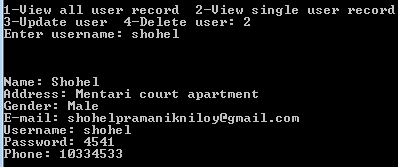 1-View all user record  2-View single user record
3-Update user  4-Delete user: 2
Enter username: shohel
Name: Shohel
Address: Mentari court apartment
Gender: Male
E-mail: shohelpramanikniloy@gmail.com
Username: shohel
Password: 4541
Phone: 10334533